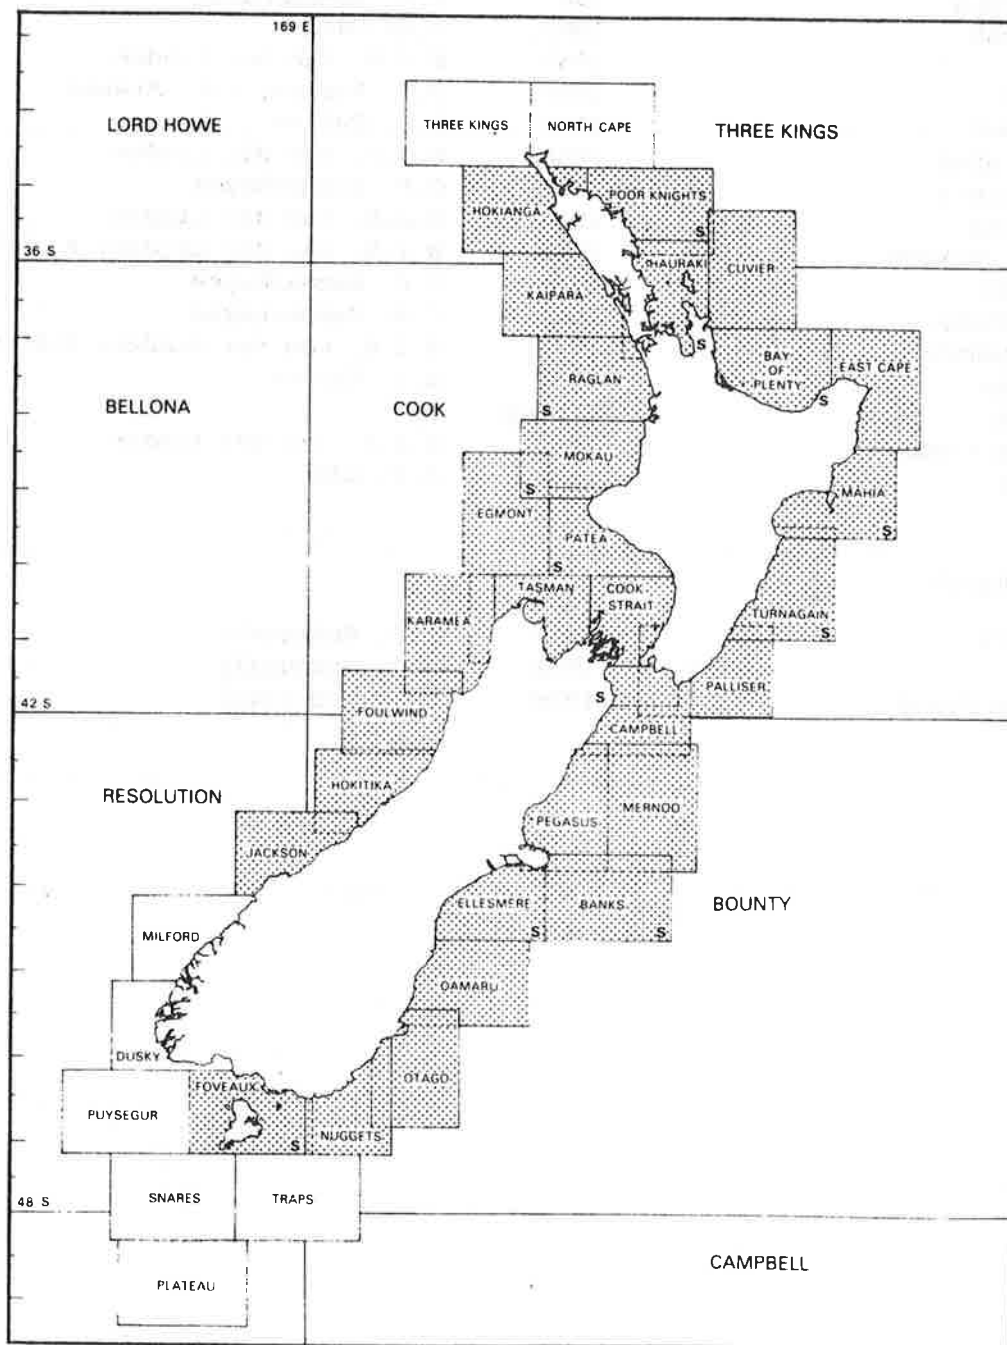 169 E
LORD HOWE
THREE KINGS
NORTH CAPE
THREE KINGS
HOKIANGA
POOR KNIGHTS
S
36 S
HAURAKI
CUVIER
KAIPARA
S
BAY
OF
PLENTY
S
EAST CAPE
RAGLAN
S
BELLONA
COOK
MOKAU
S
MAHIA
S
EGMONT
PATEA
S
TASMAN
COOK
STRAIT
KARAMEA
TURNAGAIN
S
PALLISER
S
42 S
FOULWIND
CAMPBELL
HOKITIKA
RESOLUTION
MERNOO
PEGASUS
JACKSON
ELLESMERE
S
BANKS
S
BOUNTY
MILFORD
OAMARU
DUSKY
FOVEAUX
S
OTAGO
PUYSEGUR
NUGGETS
SNARES
TRAPS
48 S
PLATEAU
CAMPBELL